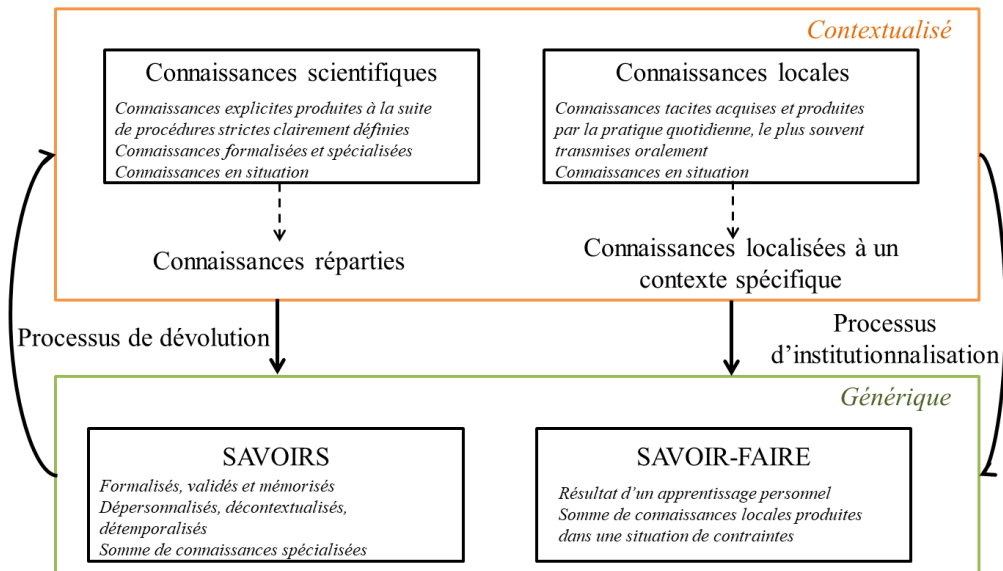 Contextualisé
Connaissances scientifiques
Connaissances explicites produites à la suite
de procédures strictes clairement définies
Connaissances formalisées et spécialisées
Connaissances en situation
Connaissances locales
Connaissances tacites acquises et produites
par la pratique quotidienne, le plus souvent
transmises oralement
Connaissances en situation
Connaissances réparties
Connaissances localisées à un
contexte spécifique
Processus de dévolution
Processus
d’institutionnalisation
Générique
SAVOIRS
Formalisés, validés et mémorisés
Dépersonnalisés, décontextualisés,
détemporalisés
Somme de connaissances spécialisées
SAVOIR-FAIRE
Résultat d’un apprentissage personnel
Somme de connaissances locales produites
dans une situation de contraintes